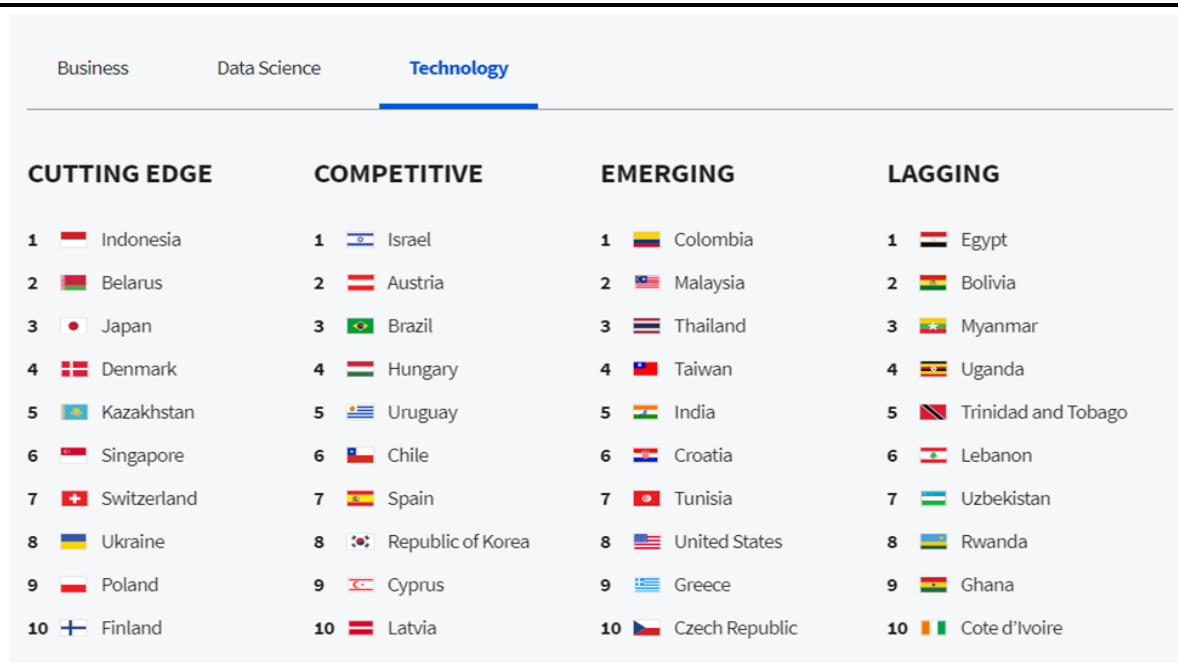 Business Data Science Technology
CUTTING EDGE COMPETITIVE EMERGING LAGGING
1 Indonesia 1 Israel 1 Colombia 1 Egypt
2 Belarus 2 Austria 2 Malaysia 2 Bolivia
3 Japan 3 Brazil 3 Thailand 3 Myanmar
4 Denmark 4 Hungary 4 Taiwan 4 Uganda
5 Kazakhstan 5 Uruguay 5 India 5 Trinidad and Tobago
6 Singapore 6 Chile 6 Croatia 6 Lebanon
7 Switzerland 7 Spain 7 Tunisia 7 Uzbekistan
8 Ukraine 8 Republic of Korea 8 United States 8 Rwanda
9 Poland 9 Cyprus 9 Greece 9 Ghana
10 Finland 10 Latvia 10 Czech Republic 10 Cote d’Ivoire